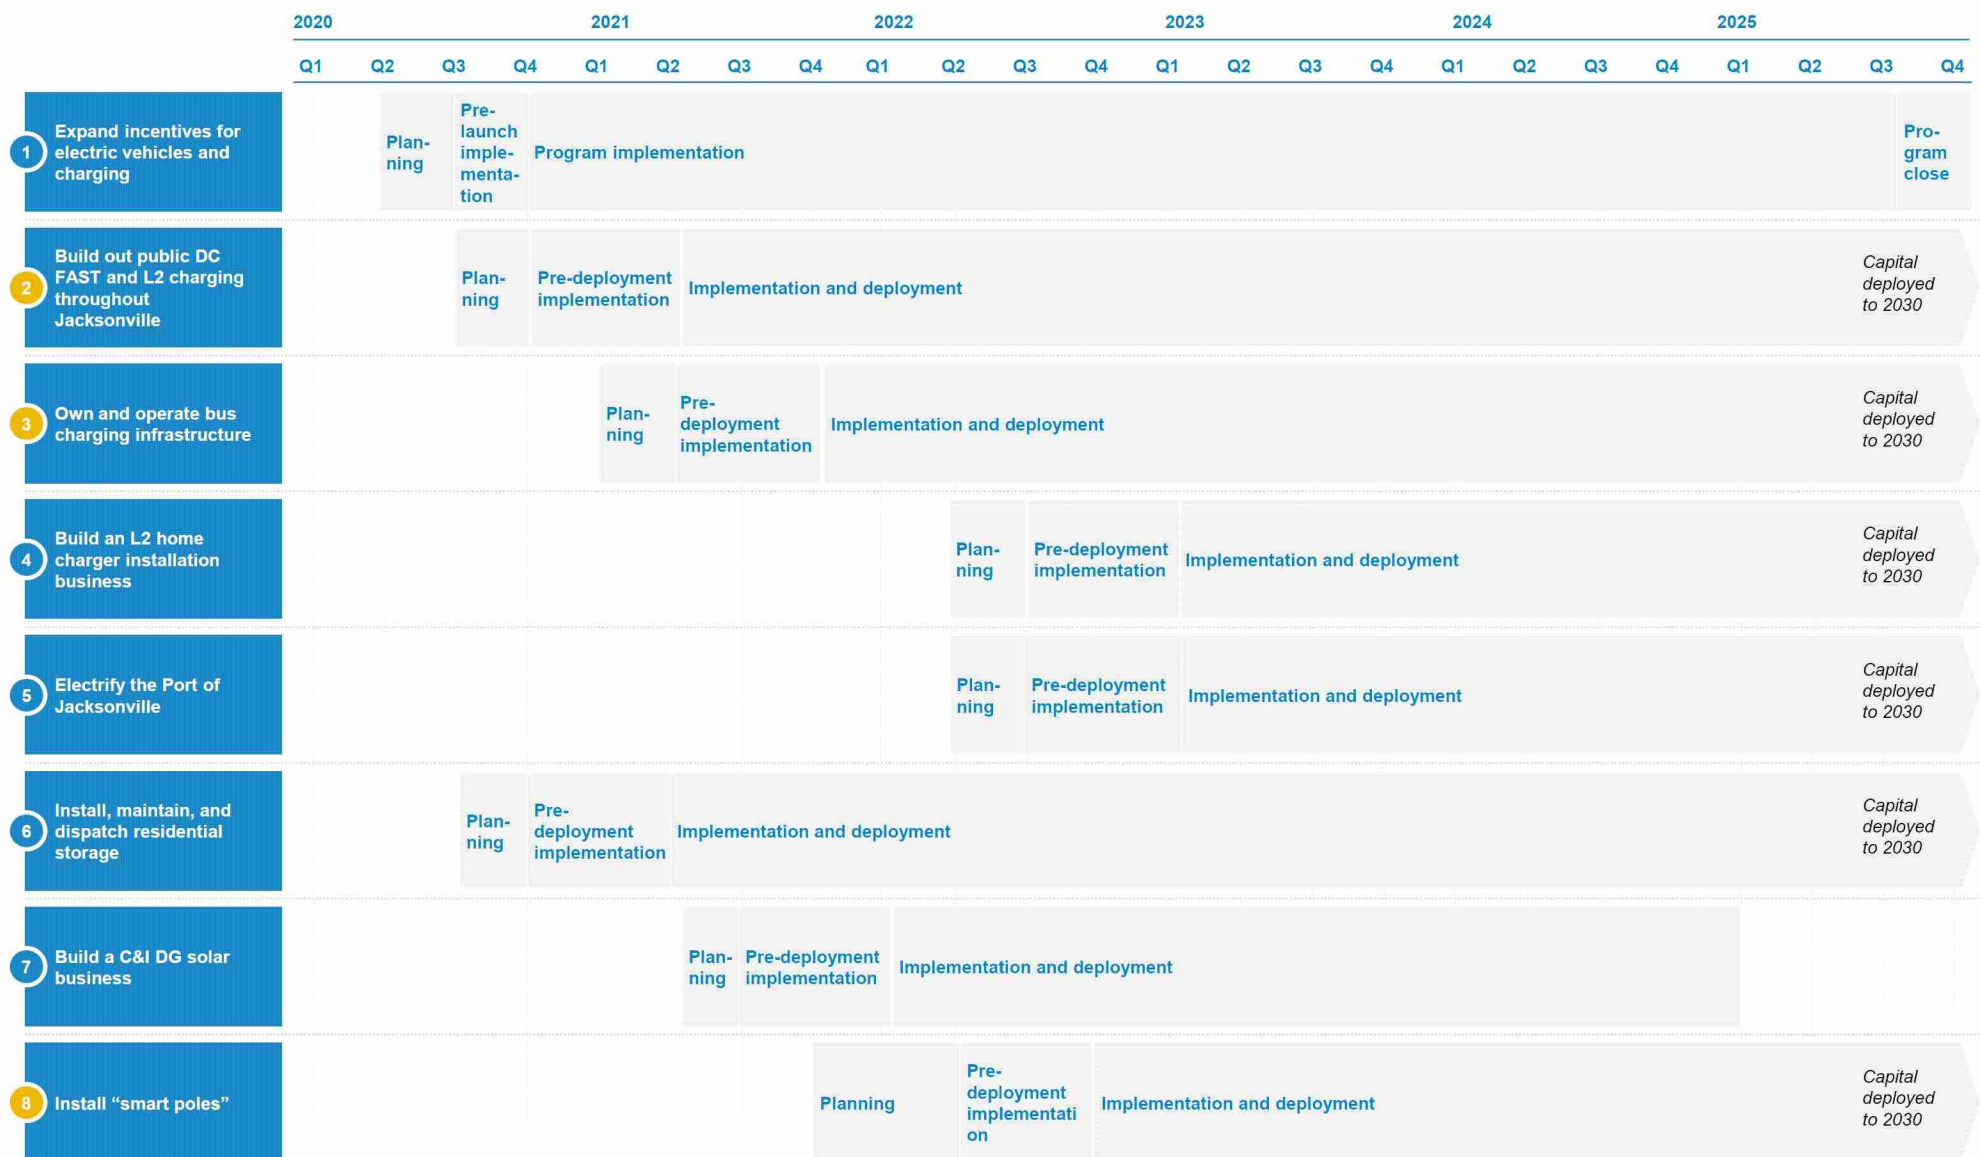 2020 2021 2022 2023 2024 2025
Q1 Q2 Q3 Q4 Q1 Q2 Q3 Q4 Q1 Q2 Q3 Q4 Q1 Q2 Q3 Q4 Q1 Q2 Q3 Q4 Q1 Q2 Q3 Q4
1
Expand incentives for
electric vehicles and
charging
Plan-
ning
Pre-
launch
imple-
menta-
tion
Program implementation
Pro-
gram
close
2
Build out public DC
FAST and L2 charging
throughout
Jacksonville
Plan-
ning
Pre-deployment
implementation
Implementation and deployment
Capital
deployed
to 2030
3
Own and operate bus
charging infrastructure
Plan-
ning
Pre-
deployment
implementation
Implementation and deployment
Capital
deployed
to 2030
4
Build an L2 home
charger installation
business
Plan-
ning
Pre-deployment
implementation
Implementation and deployment
Capital
deployed
to 2030
5
Electrify the Port of
Jacksonville
Plan-
ning
Pre-deployment
implementation
Implementation and deployment
Capital
deployed
to 2030
6
Install, maintain, and
dispatch residential
storage
Plan-
ning
Pre-
deployment
implementation
Implementation and deployment
Capital
deployed
to 2030
7
Build a C&I DG solar
business
Plan-
ning
Pre-deployment
implementation
Implementation and deployment
8
Install “smart poles”
Planning
Pre-
deployment
implementati
on
Implementation and deployment
Capital
deployed
to 2030